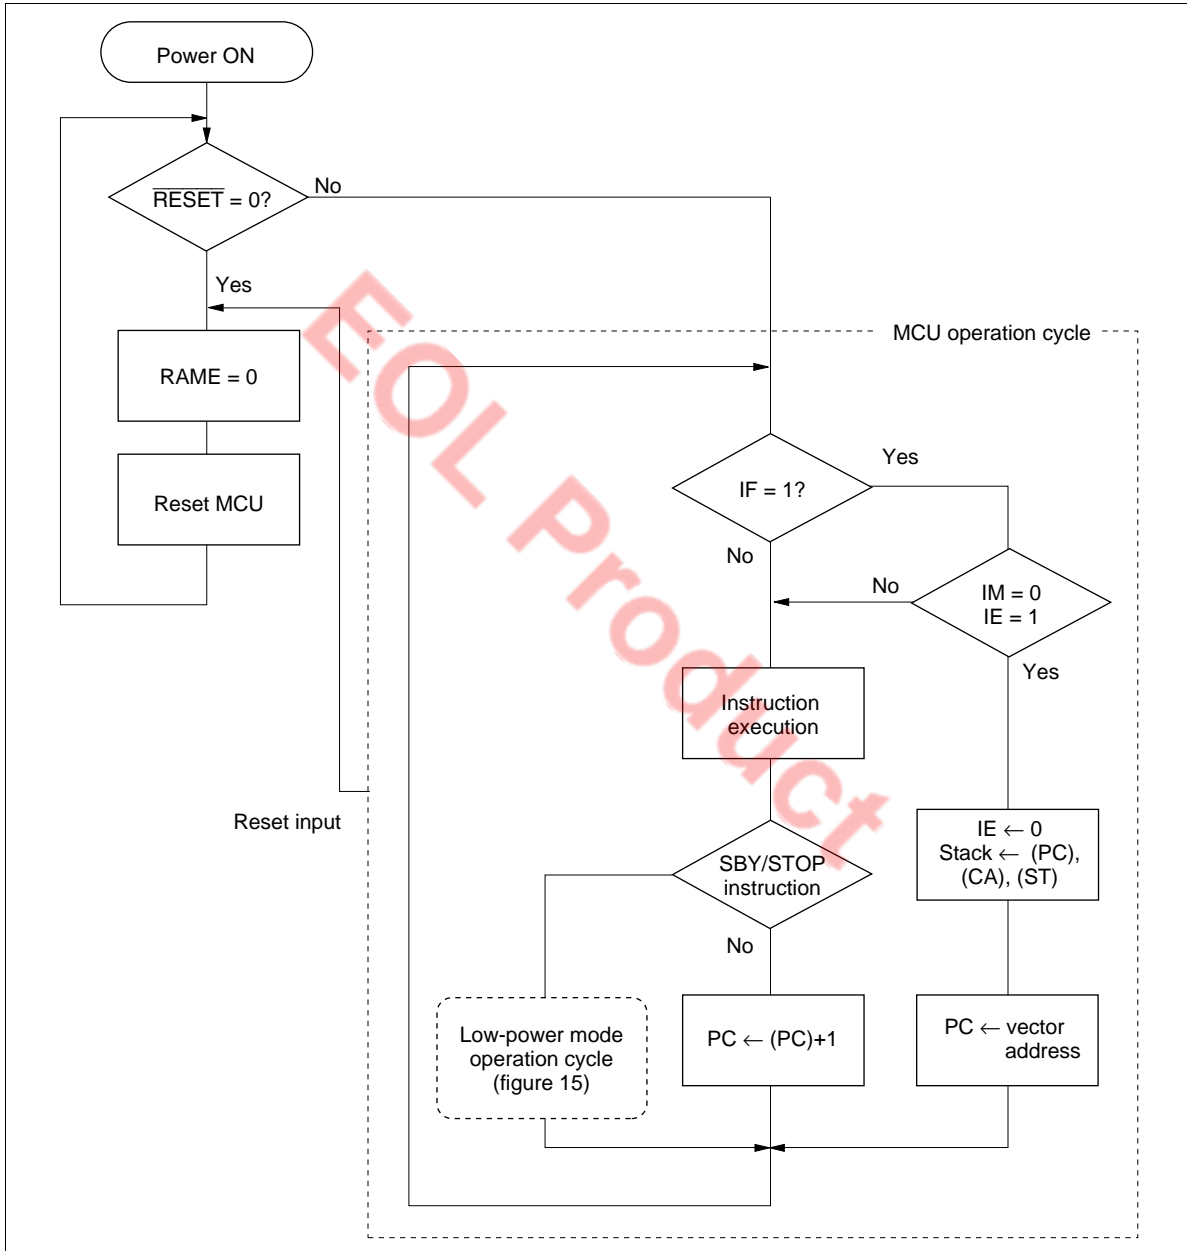 Power ON
RESET = 0?
No
Yes
RAME = 0
Reset MCU
Reset input
MCU operation cycle
IF = 1?
Yes
No
IM = 0
IE = 1
No
Yes
Instruction
execution
SBY/STOP
instruction
No
IE ← 0
Stack ← (PC),
(CA), (ST)
Low-power mode
operation cycle
(figure 15)
PC ← (PC)+1
PC ← vector
address
EOL Product